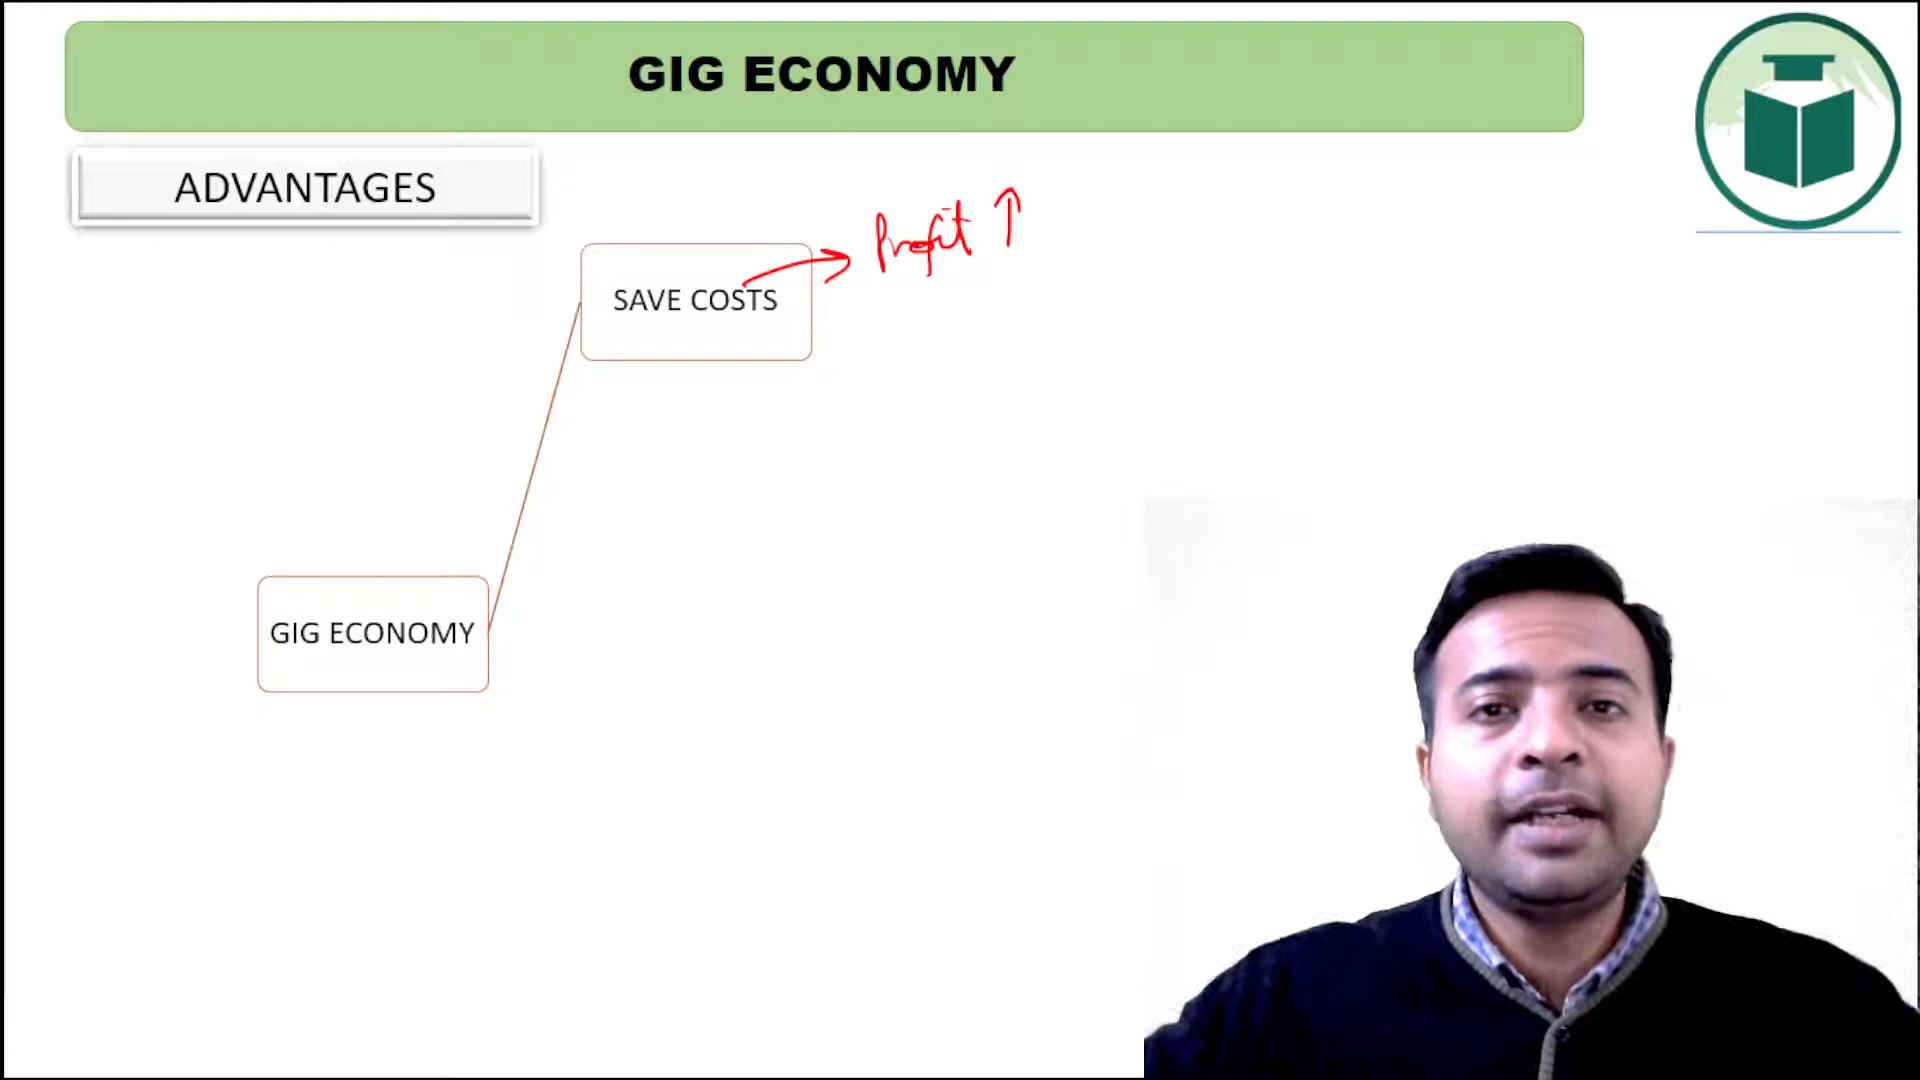 GIG ECONOMY
ADVANTAGES
Profit ↑
SAVE COSTS
GIG ECONOMY